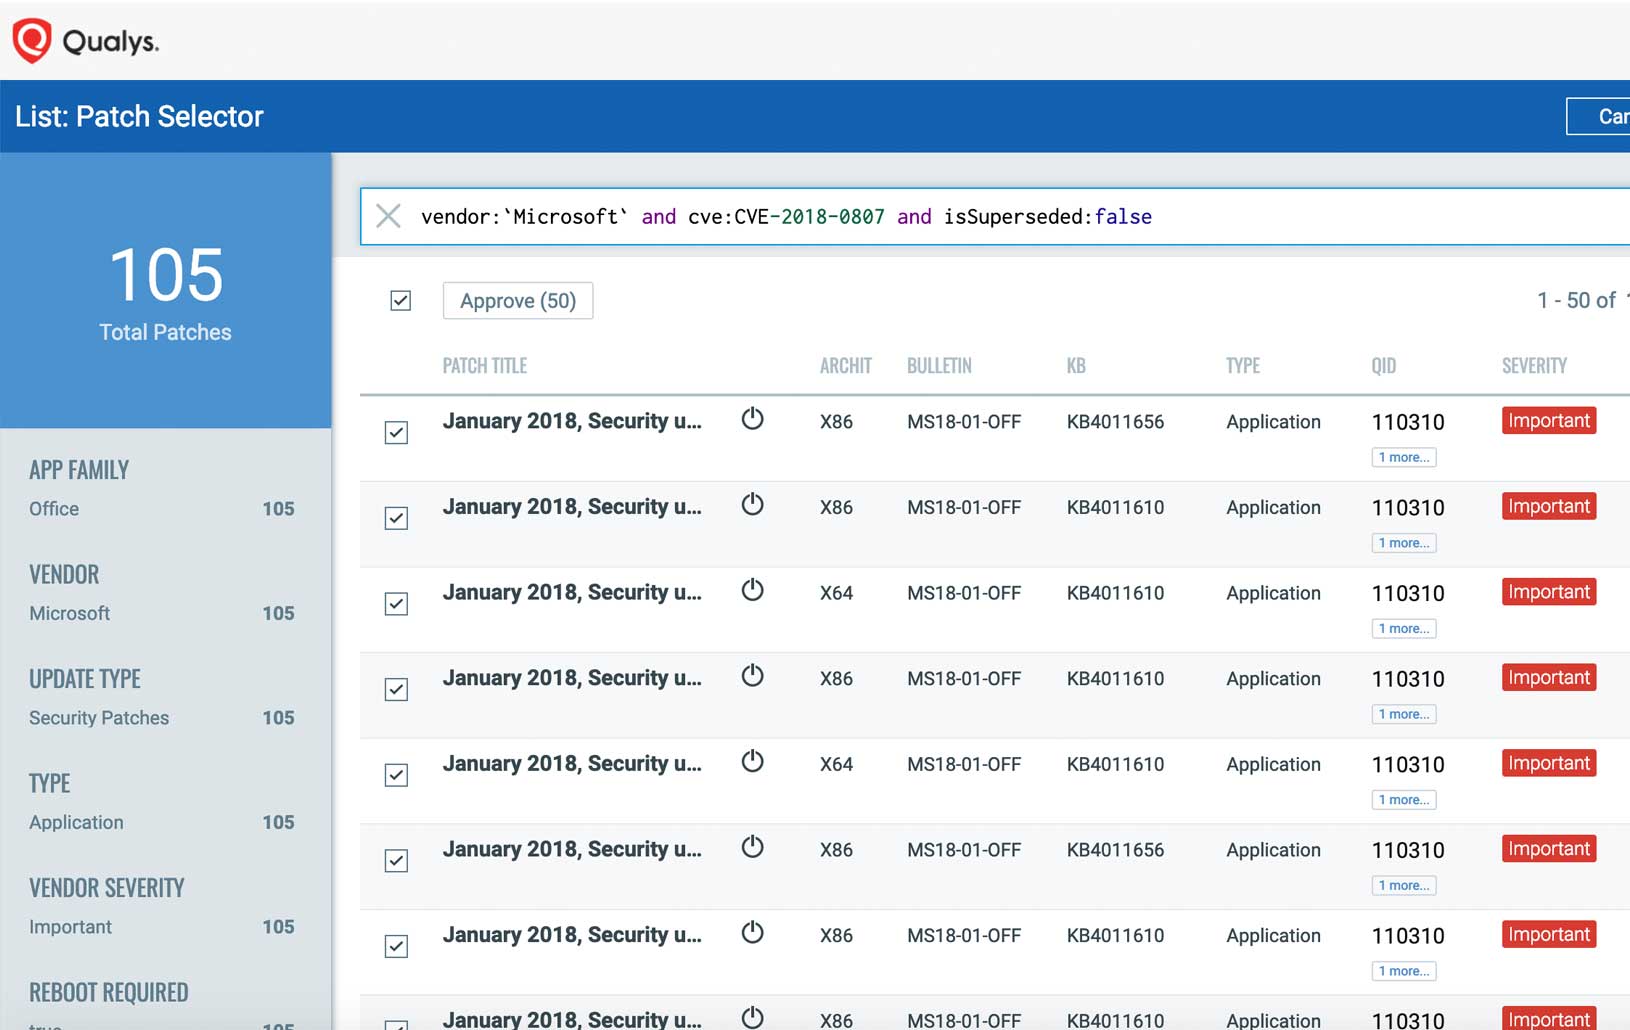 Qualys.
List: Patch Selector
105
Total Patches
vendor:`Microsoft` and cve:CVE-2018-0807 and isSuperseded:false
Approve (50)
1 - 50 of
PATCH TITLE ARCHIT BULLETIN KB TYPE QID SEVERITY
January 2018, Security u... X86 MS18-01-OFF KB4011656 Application 110310 Important
1 more...
January 2018, Security u... X86 MS18-01-OFF KB4011610 Application 110310 Important
1 more...
January 2018, Security u... X64 MS18-01-OFF KB4011610 Application 110310 Important
1 more...
January 2018, Security u... X86 MS18-01-OFF KB4011610 Application 110310 Important
1 more...
January 2018, Security u... X64 MS18-01-OFF KB4011610 Application 110310 Important
1 more...
January 2018, Security u... X86 MS18-01-OFF KB4011656 Application 110310 Important
1 more...
January 2018, Security u... X86 MS18-01-OFF KB4011610 Application 110310 Important
1 more...
January 2018, Security u... X86 MS18-01-OFF KB4011610 Application 110310 Important
APP FAMILY
Office 105
VENDOR
Microsoft 105
UPDATE TYPE
Security Patches 105
TYPE
Application 105
VENDOR SEVERITY
Important 105
REBOOT REQUIRED
true 105